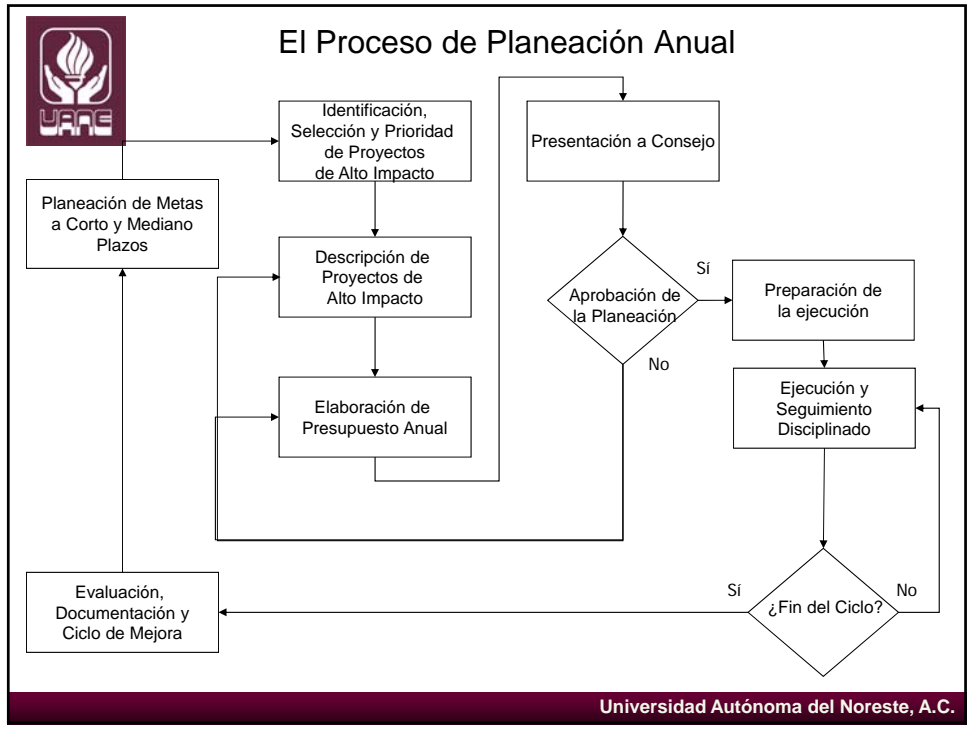 El Proceso de Planeación Anual
UANE
Identificación,
Selección y Prioridad
de Proyectos
de Alto Impacto
Presentación a Consejo
Planeación de Metas
a Corto y Mediano
Plazos
Descripción de
Proyectos de
Alto Impacto
Aprobación de
la Planeación
Sí
No
Preparación de
la ejecución
Elaboración de
Presupuesto Anual
Ejecución y
Seguimiento
Disciplinado
Evaluación,
Documentación y
Ciclo de Mejora
Sí
¿Fin del Ciclo?
No
Universidad Autónoma del Noreste, A.C.